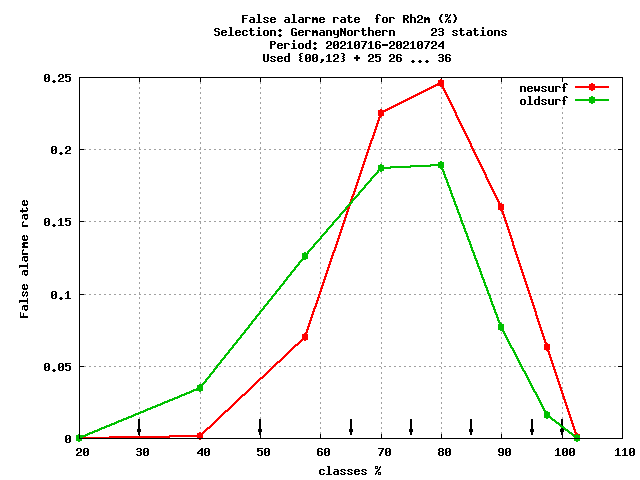 False alarme rate  for Rh2m (%)
Selection: GermanyNorthern     23 stations
Period: 20210716-20210724
Used {00,12} + 25 26 ... 36
newsurf
oldsurf
False alarme rate
0.25
0.2
0.15
0.1
0.05
0
20 30 40 50 60 70 80 90 100 110
classes %